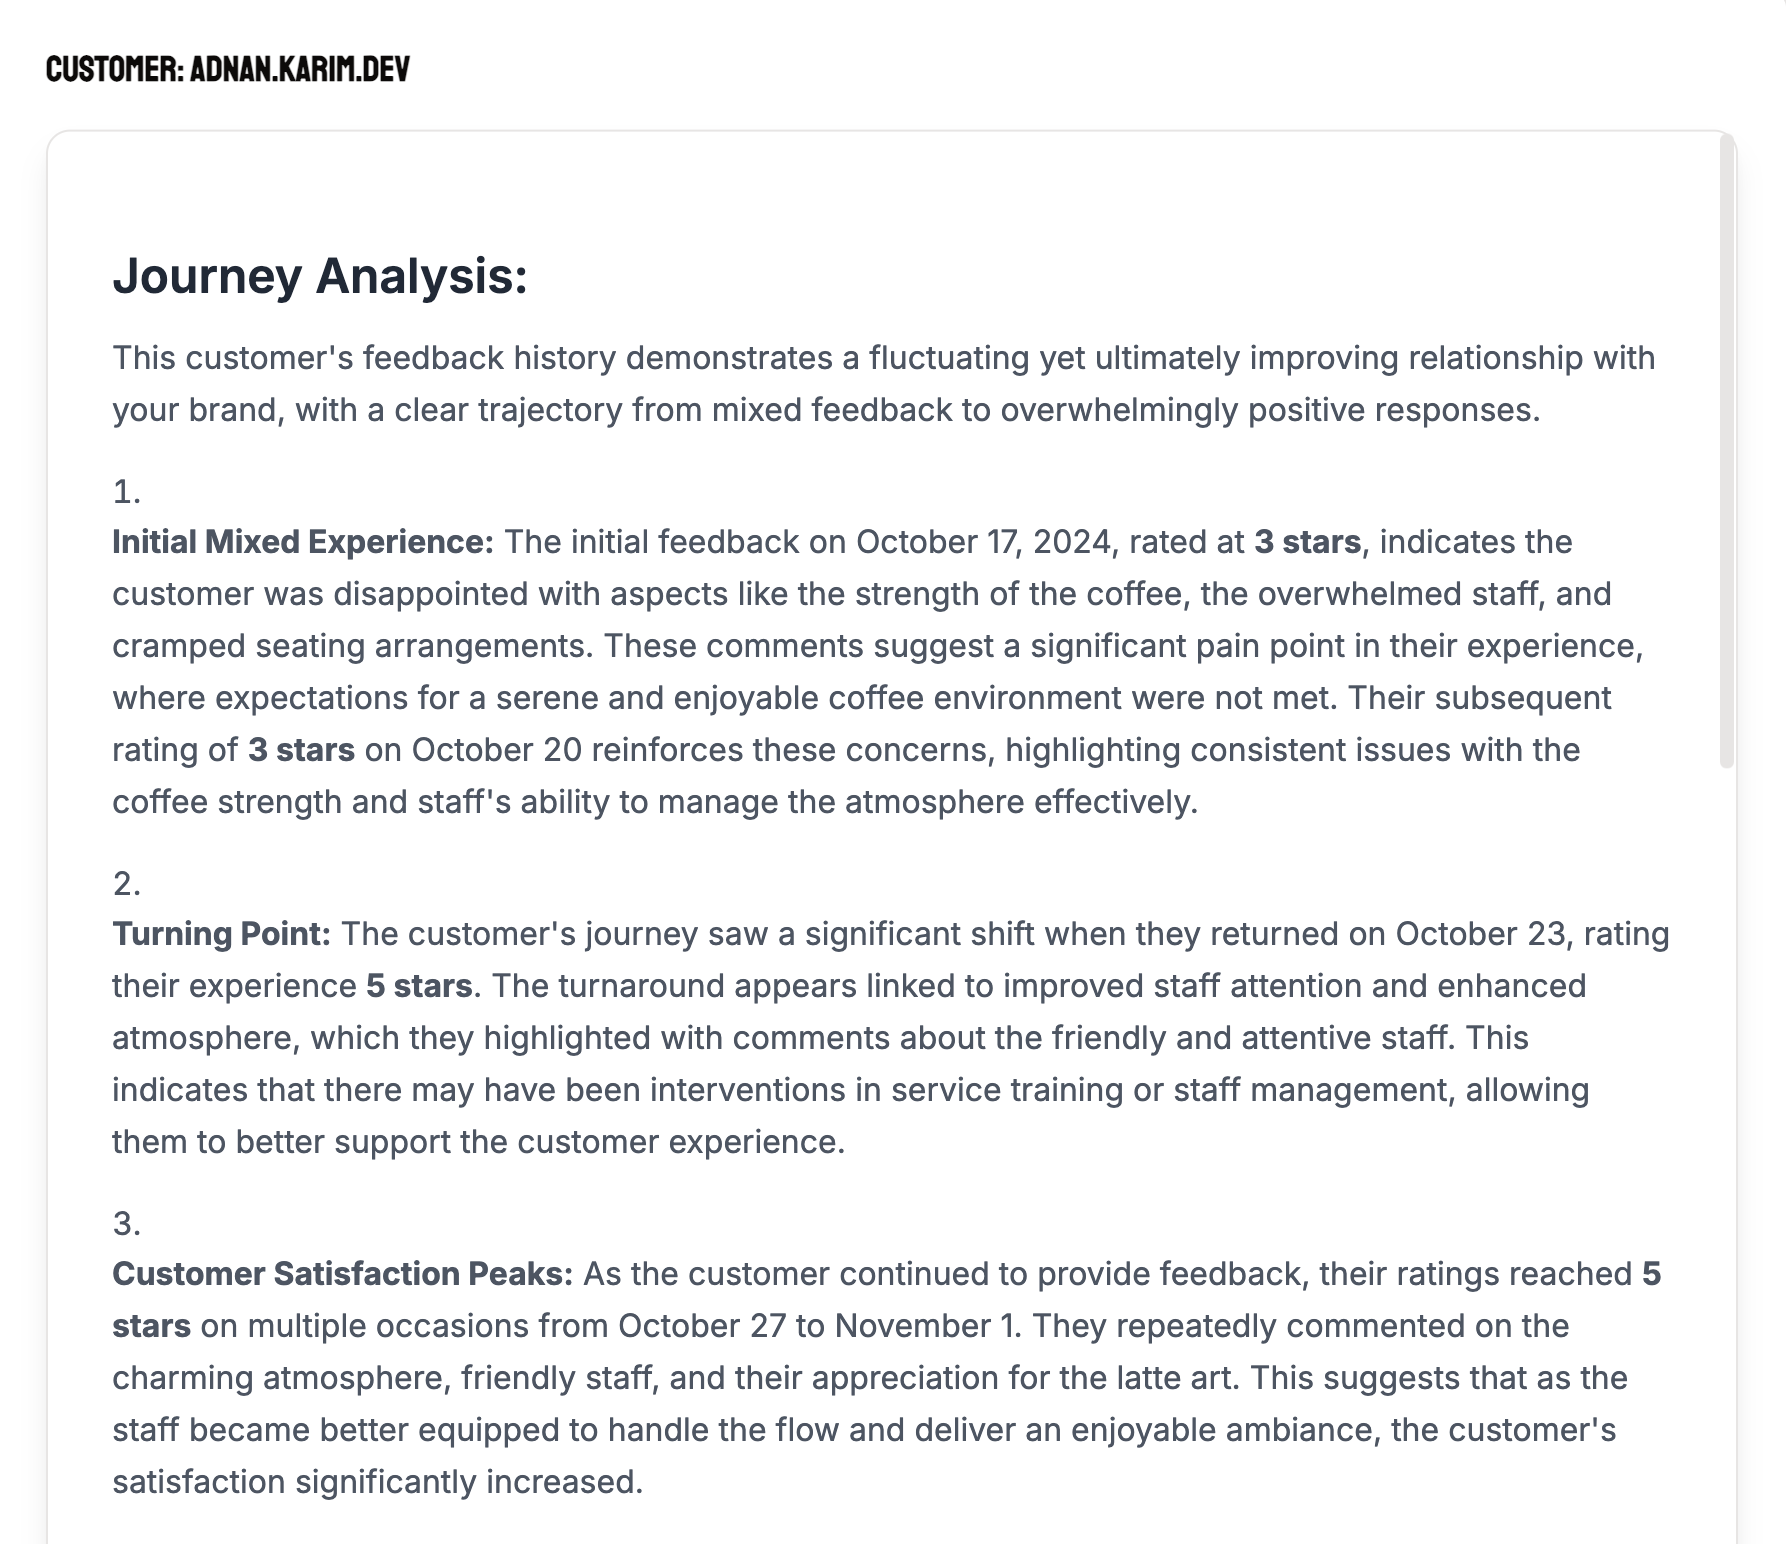 CUSTOMER: ADNAN.KARIM.DEV
Journey Analysis:
This customer's feedback history demonstrates a fluctuating yet ultimately improving relationship with
your brand, with a clear trajectory from mixed feedback to overwhelmingly positive responses.
1.
Initial Mixed Experience: The initial feedback on October 17, 2024, rated at 3 stars, indicates the
customer was disappointed with aspects like the strength of the coffee, the overwhelmed staff, and
cramped seating arrangements. These comments suggest a significant pain point in their experience,
where expectations for a serene and enjoyable coffee environment were not met. Their subsequent
rating of 3 stars on October 20 reinforces these concerns, highlighting consistent issues with the
coffee strength and staff's ability to manage the atmosphere effectively.
2.
Turning Point: The customer's journey saw a significant shift when they returned on October 23, rating
their experience 5 stars. The turnaround appears linked to improved staff attention and enhanced
atmosphere, which they highlighted with comments about the friendly and attentive staff. This
indicates that there may have been interventions in service training or staff management, allowing
them to better support the customer experience.
3.
Customer Satisfaction Peaks: As the customer continued to provide feedback, their ratings reached 5
stars on multiple occasions from October 27 to November 1. They repeatedly commented on the
charming atmosphere, friendly staff, and their appreciation for the latte art. This suggests that as the
staff became better equipped to handle the flow and deliver an enjoyable ambiance, the customer's
satisfaction significantly increased.